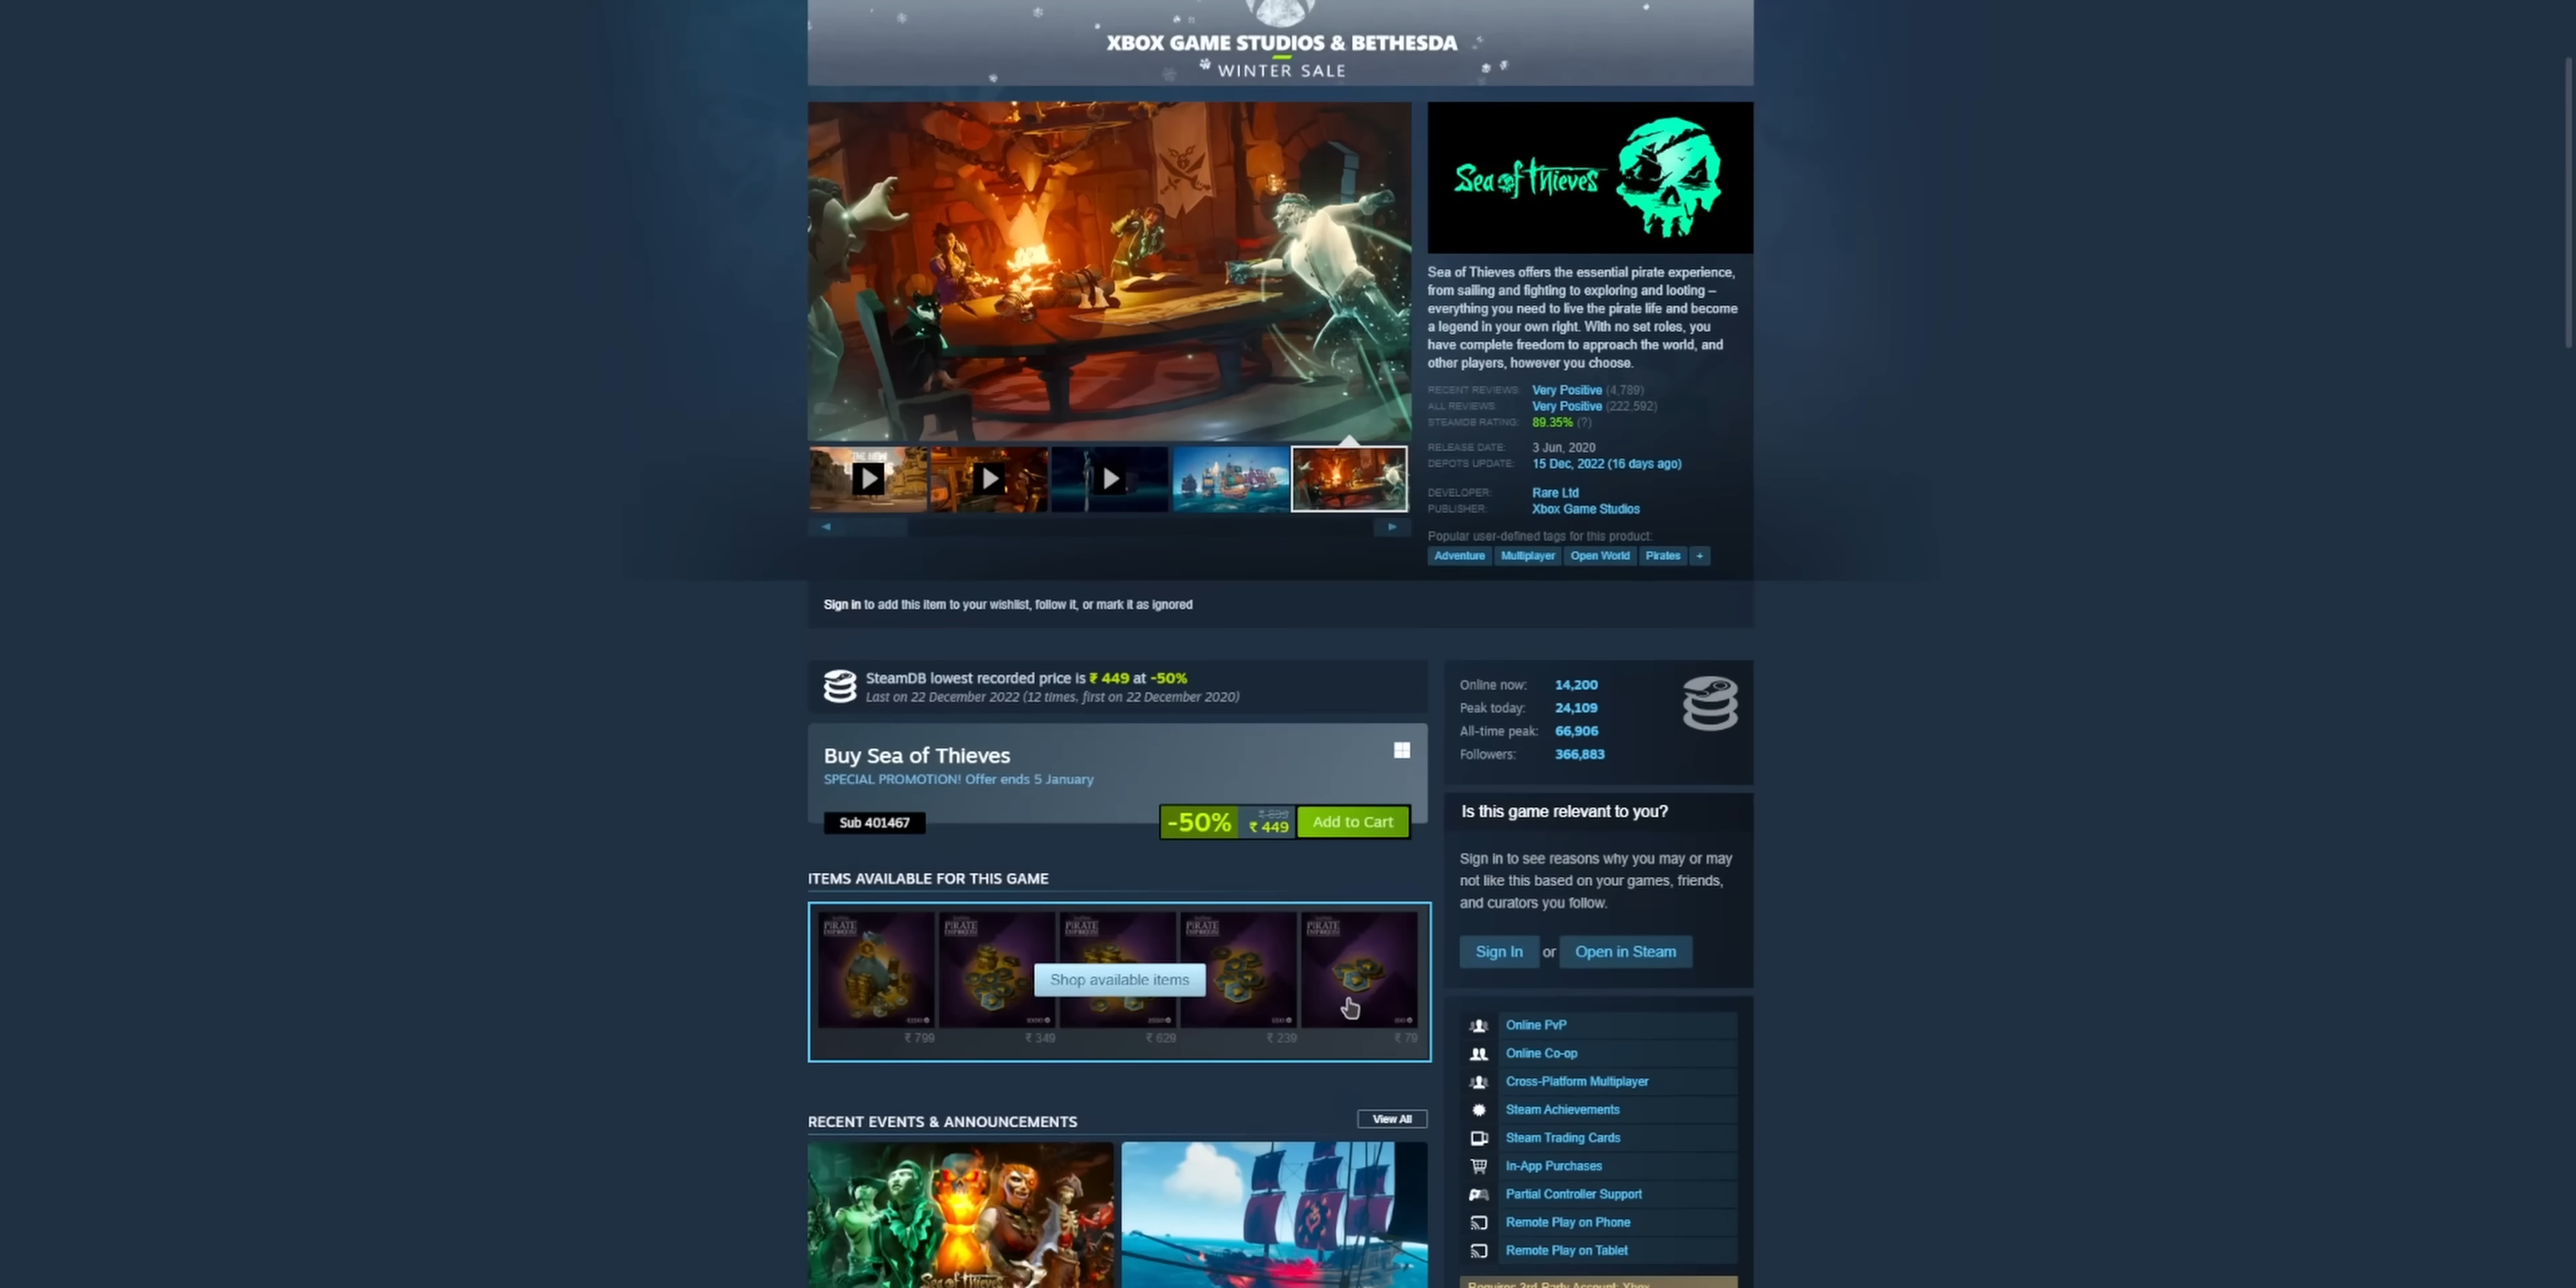 XBOX GAME STUDIOS & BETHESDA
WINTER SALE
Sea of Thieves
Sea of Thieves offers the essential pirate experience,
from sailing and fighting to exploring and looting –
everything you need to live the pirate life and become
a legend in your own right. With no set roles, you
have complete freedom to approach the world, and
other players, however you choose.
RECENT REVIEWS: Very Positive (4,789)
ALL REVIEWS: Very Positive (222,592)
STEAMDB RATING: 89.35% (?)
RELEASE DATE: 3 Jun, 2020
DEPOTS UPDATE: 15 Dec, 2022 (16 days ago)
DEVELOPER: Rare Ltd
PUBLISHER: Xbox Game Studios
Popular user-defined tags for this product:
Adventure Multiplayer Open World Pirates +
Sign in to add this item to your wishlist, follow it, or mark it as ignored
SteamDB lowest recorded price is ₹ 449 at -50%
Last on 22 December 2022 (12 times, first on 22 December 2020)
Buy Sea of Thieves
SPECIAL PROMOTION! Offer ends 5 January
Sub 401467
-50% ₹ 449 Add to Cart
ITEMS AVAILABLE FOR THIS GAME
PIRATE PIRATE PIRATE PIRATE PIRATE
Shop available items
₹ 799 ₹ 349 ₹ 629 ₹ 239 ₹ 79
RECENT EVENTS & ANNOUNCEMENTS
View All
Sea of Thieves
Online now: 14,200
Peak today: 24,109
All-time peak: 66,906
Followers: 366,883
Is this game relevant to you?
Sign in to see reasons why you may or may
not like this based on your games, friends,
and curators you follow.
Sign In or Open in Steam
Online PvP
Online Co-op
Cross-Platform Multiplayer
Steam Achievements
Steam Trading Cards
In-App Purchases
Partial Controller Support
Remote Play on Phone
Remote Play on Tablet
Requires 3rd-Party Account: Xbox